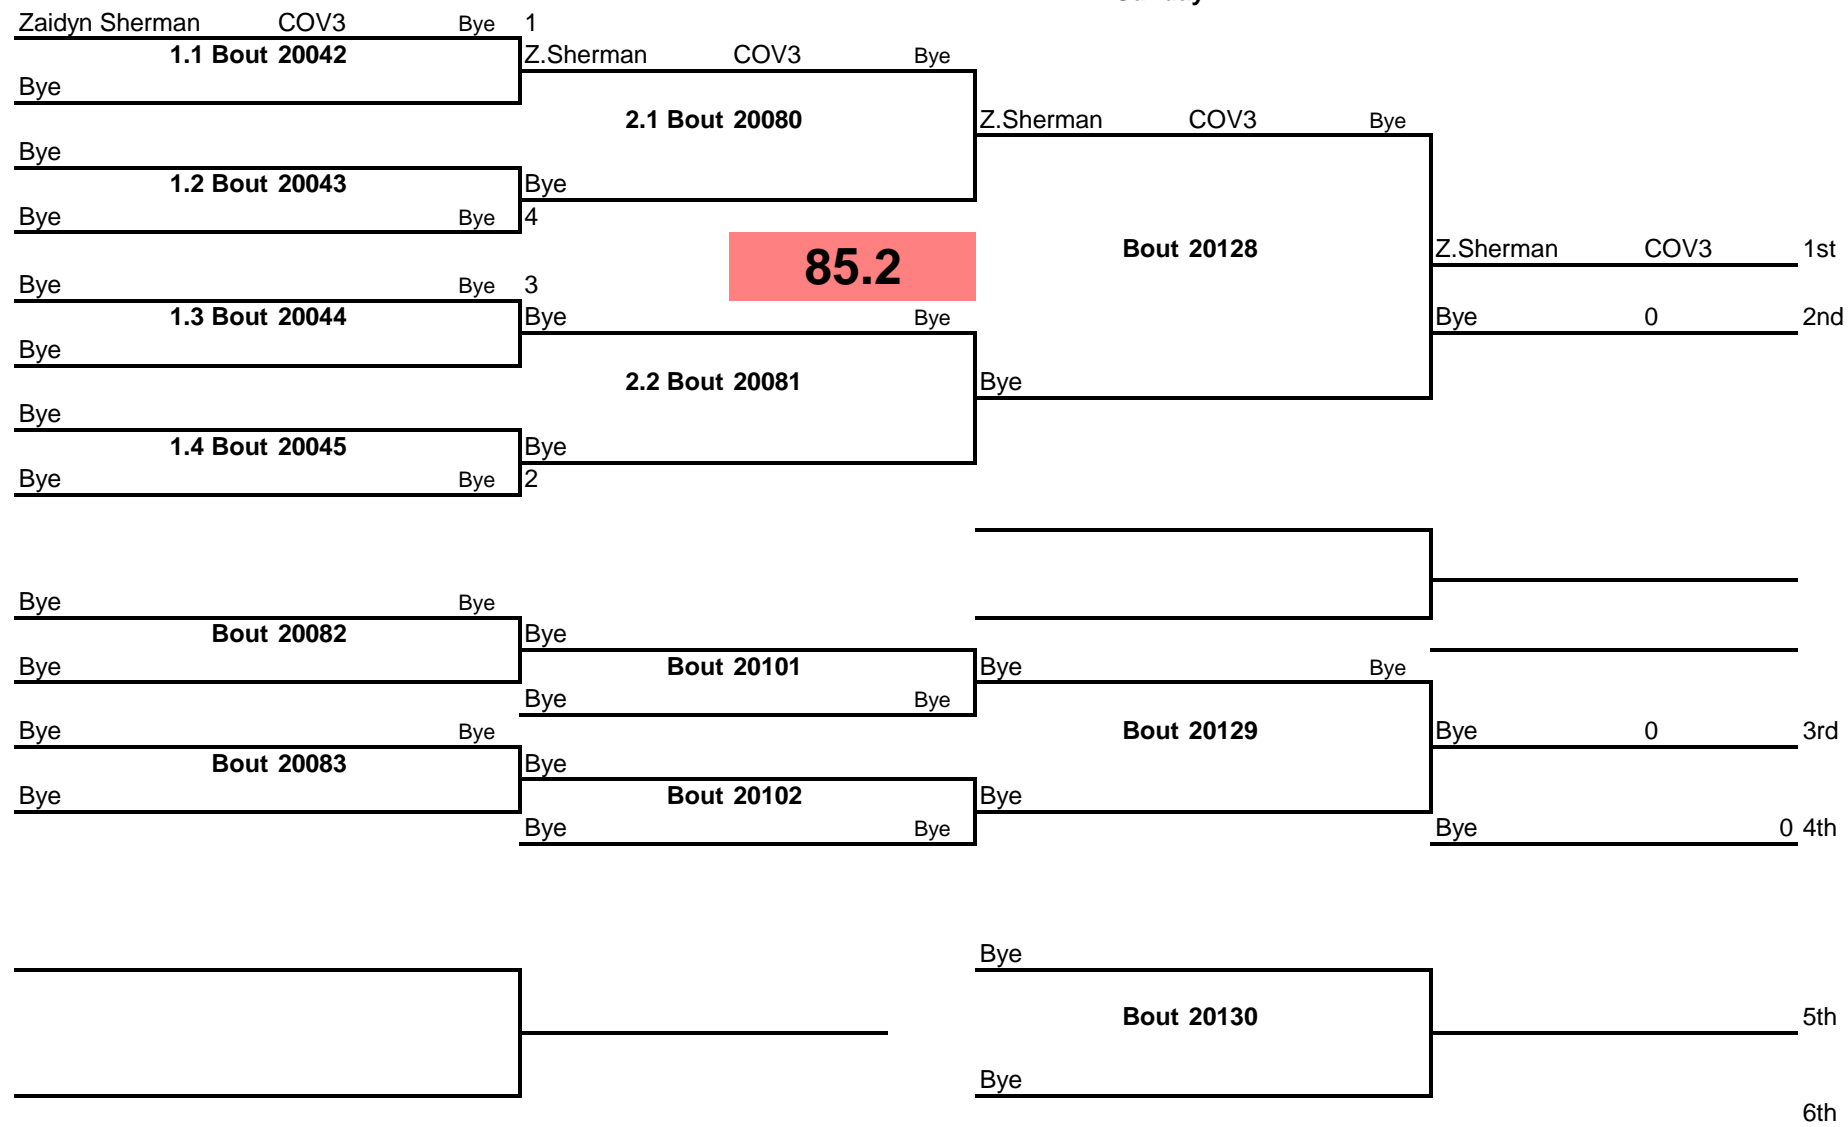 Zaidyn Sherman COV3 Bye 1
1.1 Bout 20042 Z.Sherman COV3 Bye
Bye
2.1 Bout 20080 Z.Sherman COV3 Bye
Bye
1.2 Bout 20043 Bye
Bye Bye 4
85.2 Bout 20128 Z.Sherman COV3 1st
Bye Bye 3
1.3 Bout 20044 Bye Bye Bye 0 2nd
Bye
2.2 Bout 20081 Bye
Bye
1.4 Bout 20045 Bye
Bye Bye 2
Bye Bye
Bout 20082 Bye
Bye Bout 20101 Bye Bye
Bye Bye
Bye Bye Bout 20129 Bye 0 3rd
Bout 20083 Bye
Bye Bout 20102 Bye
Bye Bye Bye 0 4th
Bye
Bout 20130 5th
Bye
6th